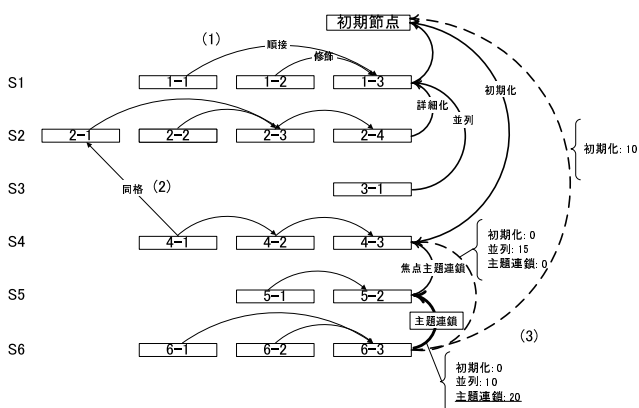 初期節点
(1)
順接
修飾
S1
1-1
1-2
1-3
初期化
詳細化
並列
S2
2-1
2-2
2-3
2-4
初期化: 10
S3
3-1
同格
(2)
S4
4-1
4-2
4-3
初期化: 0
並列: 15
主題連鎖: 0
焦点主題連鎖
S5
5-1
5-2
主題連鎖
(3)
S6
6-1
6-2
6-3
初期化: 0
並列: 10
主題連鎖: 20